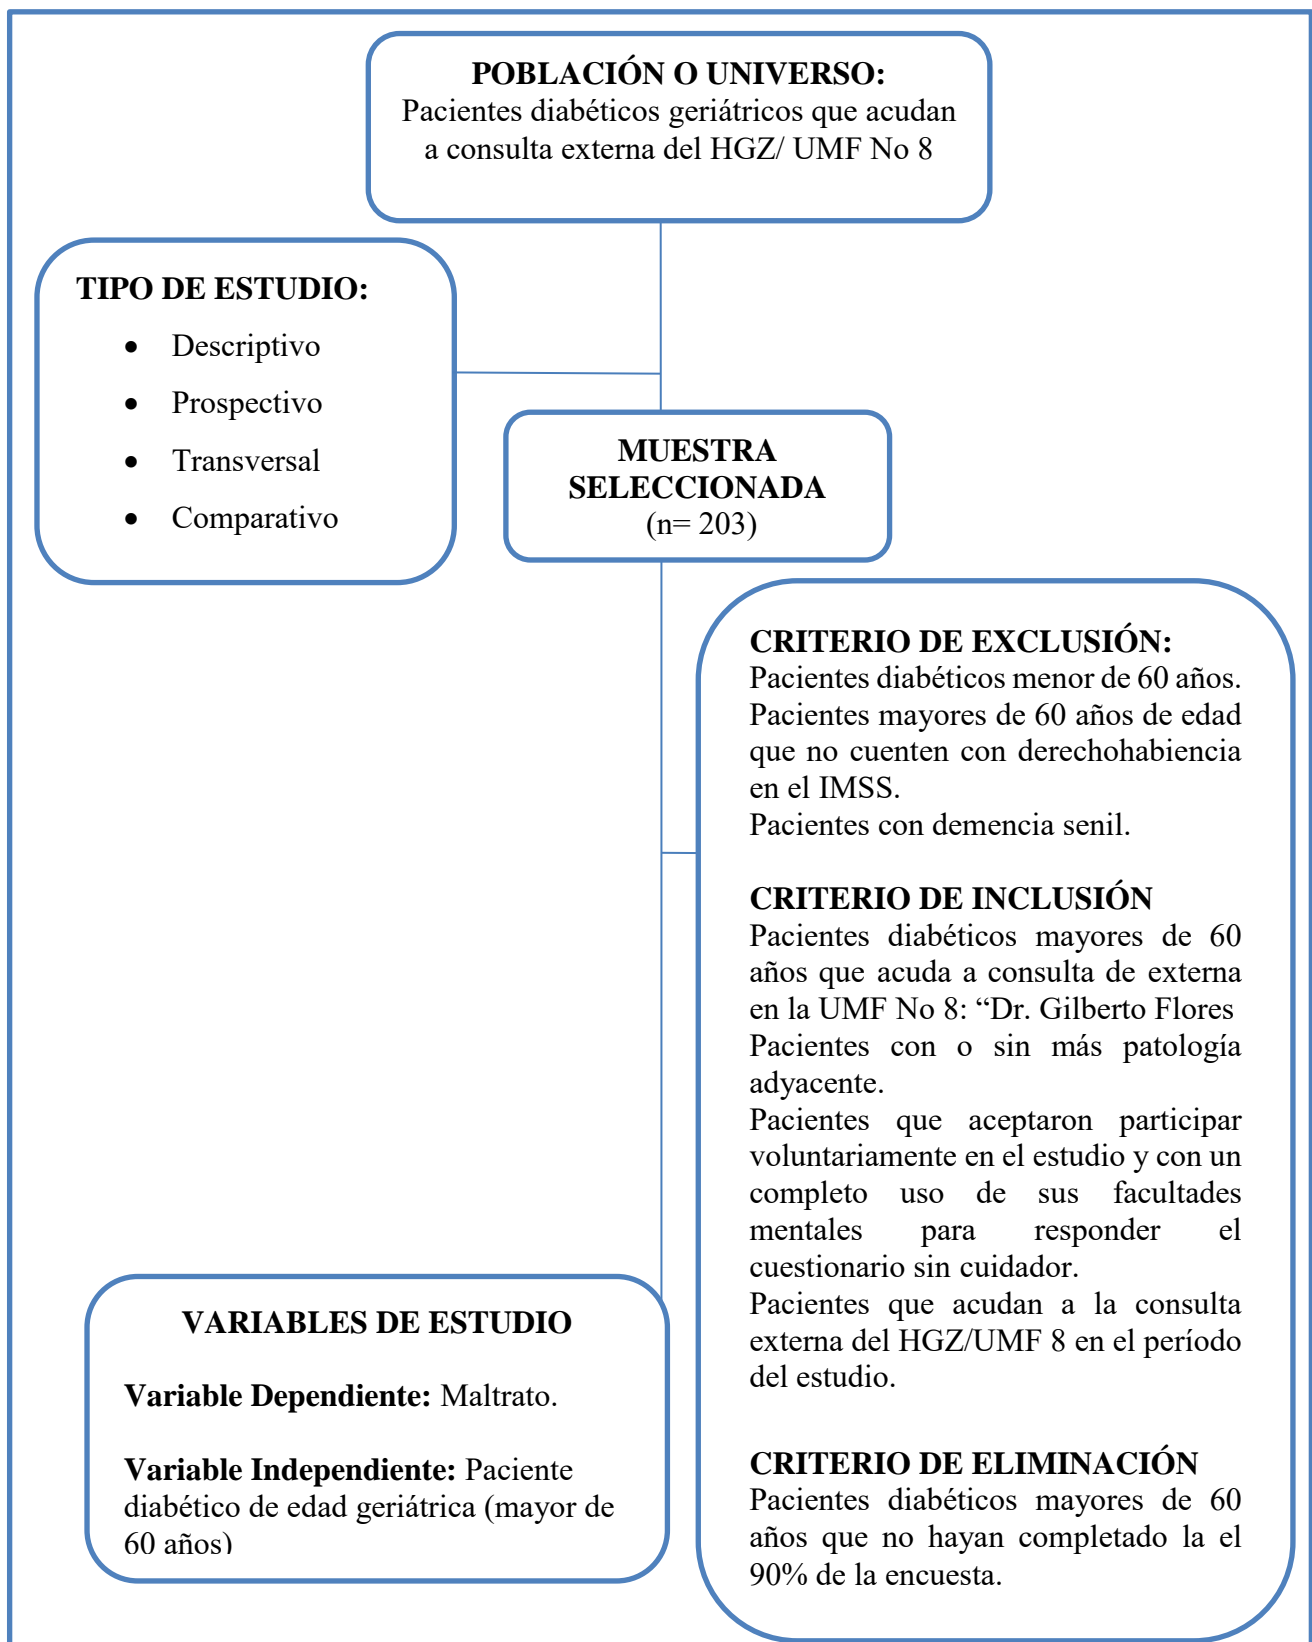 POBLACIÓN O UNIVERSO:
Pacientes diabéticos geriátricos que acudan
a consulta externa del HGZ/ UMF No 8
TIPO DE ESTUDIO:
• Descriptivo
• Prospectivo
• Transversal
• Comparativo
MUESTRA
SELECCIONADA
(n= 203)
CRITERIO DE EXCLUSIÓN:
Pacientes diabéticos menor de 60 años.
Pacientes mayores de 60 años de edad
que no cuenten con derechohabiencia
en el IMSS.
Pacientes con demencia senil.
CRITERIO DE INCLUSIÓN
Pacientes diabéticos mayores de 60
años que acuda a consulta de externa
en la UMF No 8: “Dr. Gilberto Flores
Pacientes con o sin más patología
adyacente.
Pacientes que aceptaron participar
voluntariamente en el estudio y con un
completo uso de sus facultades
mentales para responder el
cuestionario sin cuidador.
Pacientes que acudan a la consulta
externa del HGZ/UMF 8 en el período
del estudio.
CRITERIO DE ELIMINACIÓN
Pacientes diabéticos mayores de 60
años que no hayan completado la el
90% de la encuesta.
VARIABLES DE ESTUDIO
Variable Dependiente: Maltrato.
Variable Independiente: Paciente
diabético de edad geriátrica (mayor de
60 años)